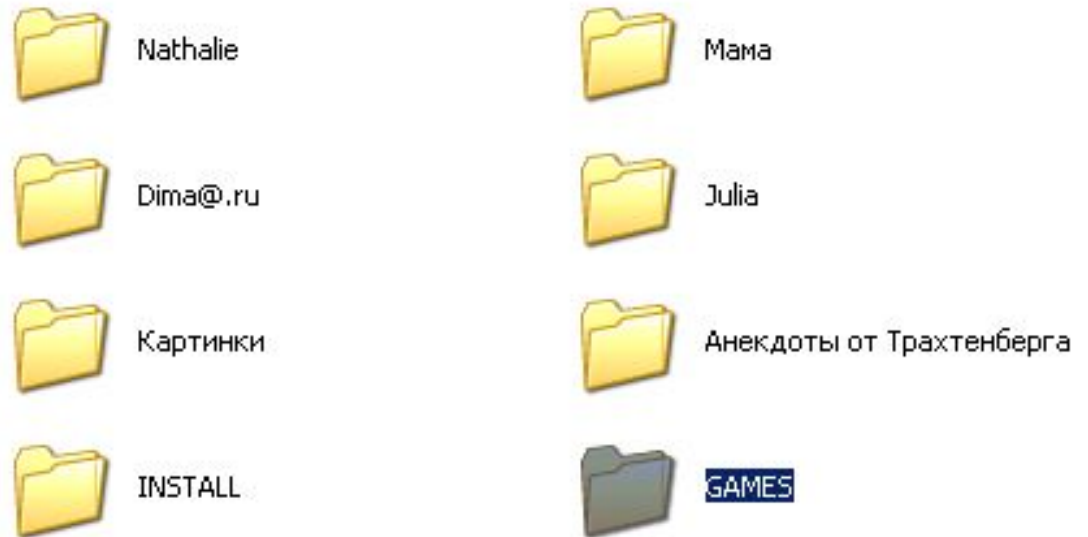 Nathalie
Мама
Dima@.ru
Julia
Картинки
Анекдоты от Трахтенберга
INSTALL
GAMES